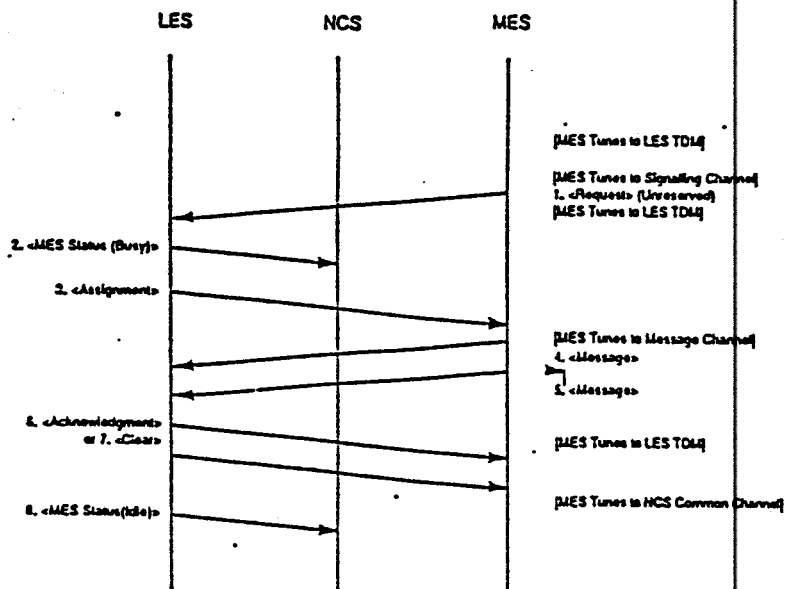 LES NCS MES
[MES Tunes to LES TDM]
[MES Tunes to Signalling Channel]
1. <Request> (Unreserved)
[MES Tunes to LES TDM]
2. <MES Status (Busy)>
3. <Assignment>
[MES Tunes to Message Channel]
4. <Message>
5. <Message>
6. <Acknowledgment>
or 7. <Clear>
[MES Tunes to LES TDM]
[MES Tunes to NCS Common Channel]
8. <MES Status(Idle)>